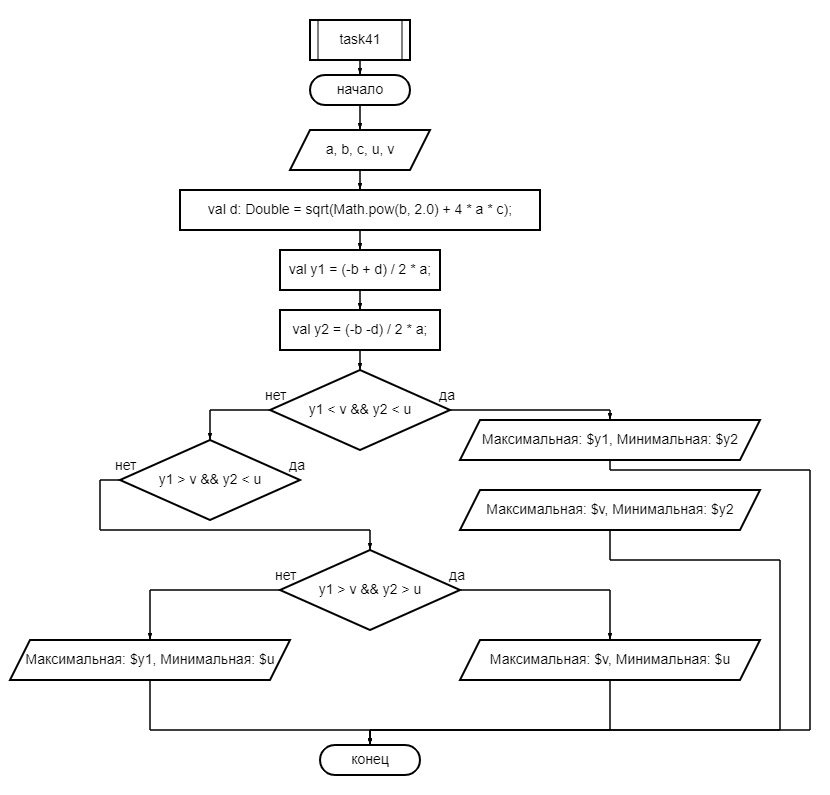 task41
начало
a, b, c, u, v
val d: Double = sqrt(Math.pow(b, 2.0) + 4 * a * c);
val y1 = (-b + d) / 2 * a;
val y2 = (-b -d) / 2 * a;
нет
да
y1 < v && y2 < u
Максимальная: $y1, Минимальная: $y2
нет
да
y1 > v && y2 < u
Максимальная: $v, Минимальная: $y2
нет
да
y1 > v && y2 > u
Максимальная: $y1, Минимальная: $u
Максимальная: $v, Минимальная: $u
конец